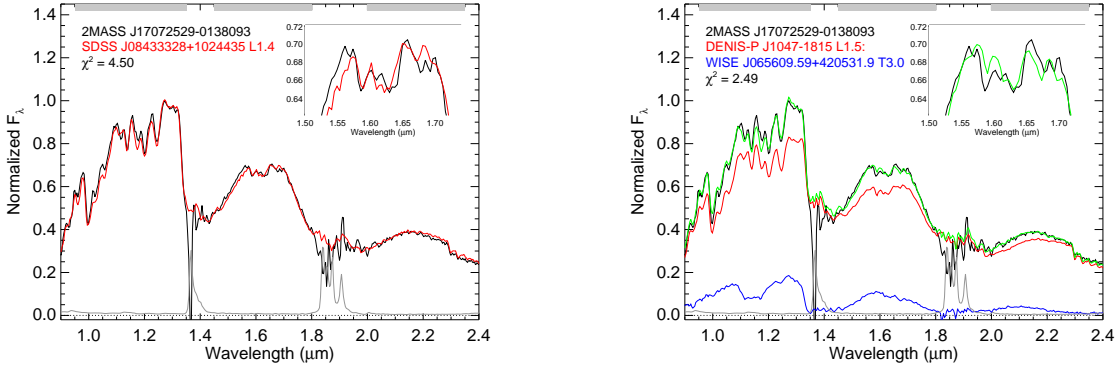 2MASS J17072529-0138093
SDSS J08433328+1024435 L1.4
χ² = 4.50
0.72
0.70
0.68
0.66
0.64
1.50 1.55 1.60 1.65 1.70
Wavelength (μm)
1.4
1.2
1.0
0.8
0.6
0.4
0.2
0.0
Normalized Fλ
1.0 1.2 1.4 1.6 1.8 2.0 2.2 2.4
Wavelength (μm)
2MASS J17072529-0138093
DENIS-P J1047-1815 L1.5:
WISE J065609.59+420531.9 T3.0
χ² = 2.49
0.72
0.70
0.68
0.66
0.64
1.50 1.55 1.60 1.65 1.70
Wavelength (μm)
1.4
1.2
1.0
0.8
0.6
0.4
0.2
0.0
Normalized Fλ
1.0 1.2 1.4 1.6 1.8 2.0 2.2 2.4
Wavelength (μm)